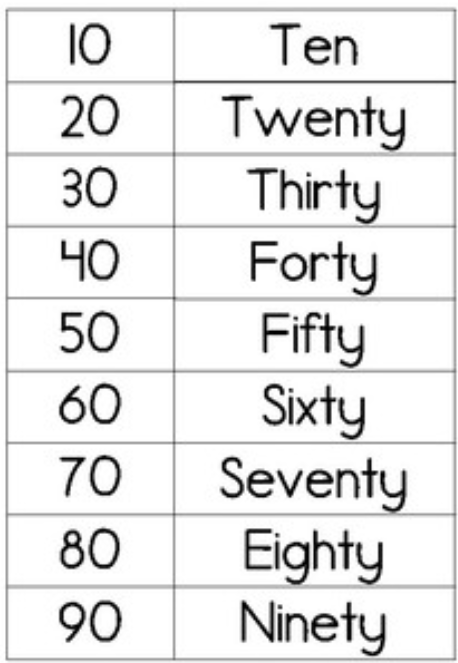 10 Ten
20 Twenty
30 Thirty
40 Forty
50 Fifty
60 Sixty
70 Seventy
80 Eighty
90 Ninety